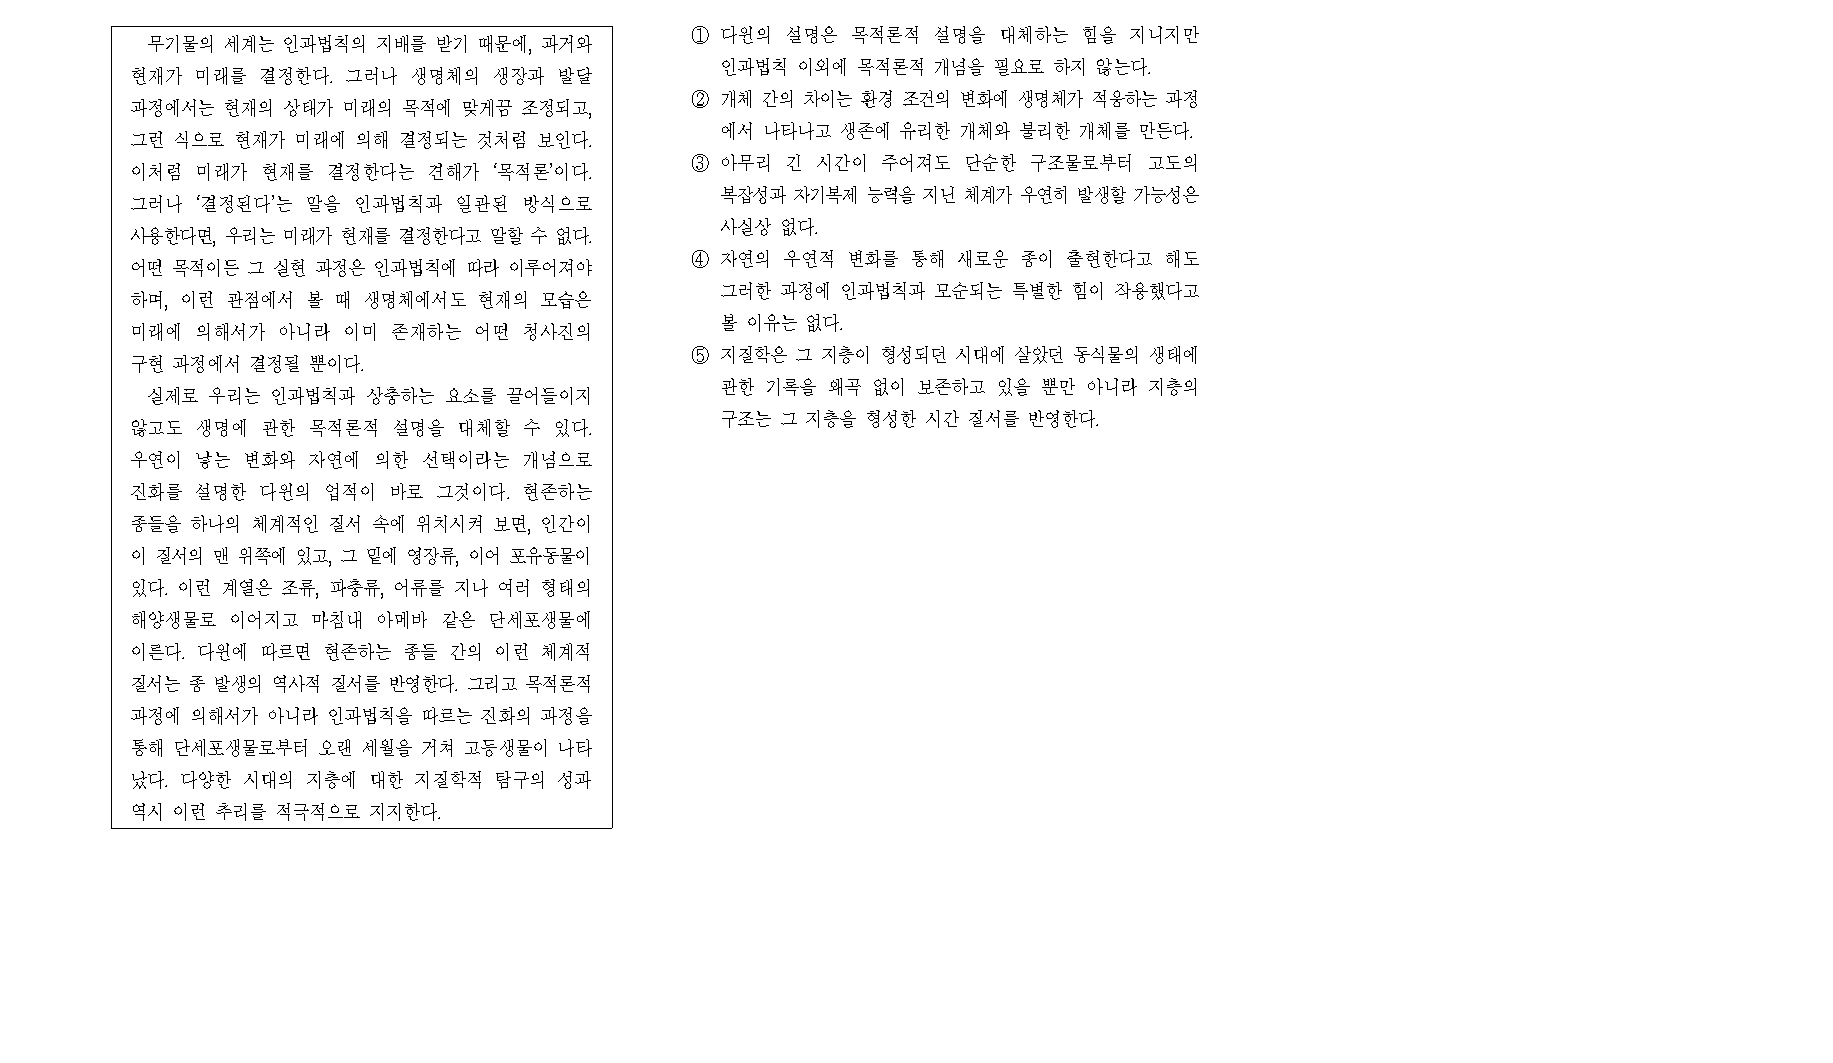 무기물의 세계는 인과법칙의 지배를 받기 때문에, 과거와
현재가 미래를 결정한다. 그러나 생명체의 생장과 발달
과정에서는 현재의 상태가 미래의 목적에 맞게끔 조정되고,
그런 식으로 현재가 미래에 의해 결정되는 것처럼 보인다.
이처럼 미래가 현재를 결정한다는 견해가 ‘목적론’이다.
그러나 ‘결정된다’는 말을 인과법칙과 일관된 방식으로
사용한다면, 우리는 미래가 현재를 결정한다고 말할 수 없다.
어떤 목적이든 그 실현 과정은 인과법칙에 따라 이루어져야
하며, 이런 관점에서 볼 때 생명체에서도 현재의 모습은
미래에 의해서가 아니라 이미 존재하는 어떤 청사진의
구현 과정에서 결정될 뿐이다.
실제로 우리는 인과법칙과 상충하는 요소를 끌어들이지
않고도 생명에 관한 목적론적 설명을 대체할 수 있다.
우연이 낳는 변화와 자연에 의한 선택이라는 개념으로
진화를 설명한 다윈의 업적이 바로 그것이다. 현존하는
종들을 하나의 체계적인 질서 속에 위치시켜 보면, 인간이
이 질서의 맨 위쪽에 있고, 그 밑에 영장류, 이어 포유동물이
있다. 이런 계열은 조류, 파충류, 어류를 지나 여러 형태의
해양생물로 이어지고 마침내 아메바 같은 단세포생물에
이른다. 다윈에 따르면 현존하는 종들 간의 이런 체계적
질서는 종 발생의 역사적 질서를 반영한다. 그리고 목적론적
과정에 의해서가 아니라 인과법칙을 따르는 진화의 과정을
통해 단세포생물로부터 오랜 세월을 거쳐 고등생물이 나타
났다. 다양한 시대의 지층에 대한 지질학적 탐구의 성과
역시 이런 추리를 적극적으로 지지한다.
① 다윈의 설명은 목적론적 설명을 대체하는 힘을 지니지만
인과법칙 이외에 목적론적 개념을 필요로 하지 않는다.
② 개체 간의 차이는 환경 조건의 변화에 생명체가 적응하는 과정
에서 나타나고 생존에 유리한 개체와 불리한 개체를 만든다.
③ 아무리 긴 시간이 주어져도 단순한 구조물로부터 고도의
복잡성과 자기복제 능력을 지닌 체계가 우연히 발생할 가능성은
사실상 없다.
④ 자연의 우연적 변화를 통해 새로운 종이 출현한다고 해도
그러한 과정에 인과법칙과 모순되는 특별한 힘이 작용했다고
볼 이유는 없다.
⑤ 지질학은 그 지층이 형성되던 시대에 살았던 동식물의 생태에
관한 기록을 왜곡 없이 보존하고 있을 뿐만 아니라 지층의
구조는 그 지층을 형성한 시간 질서를 반영한다.